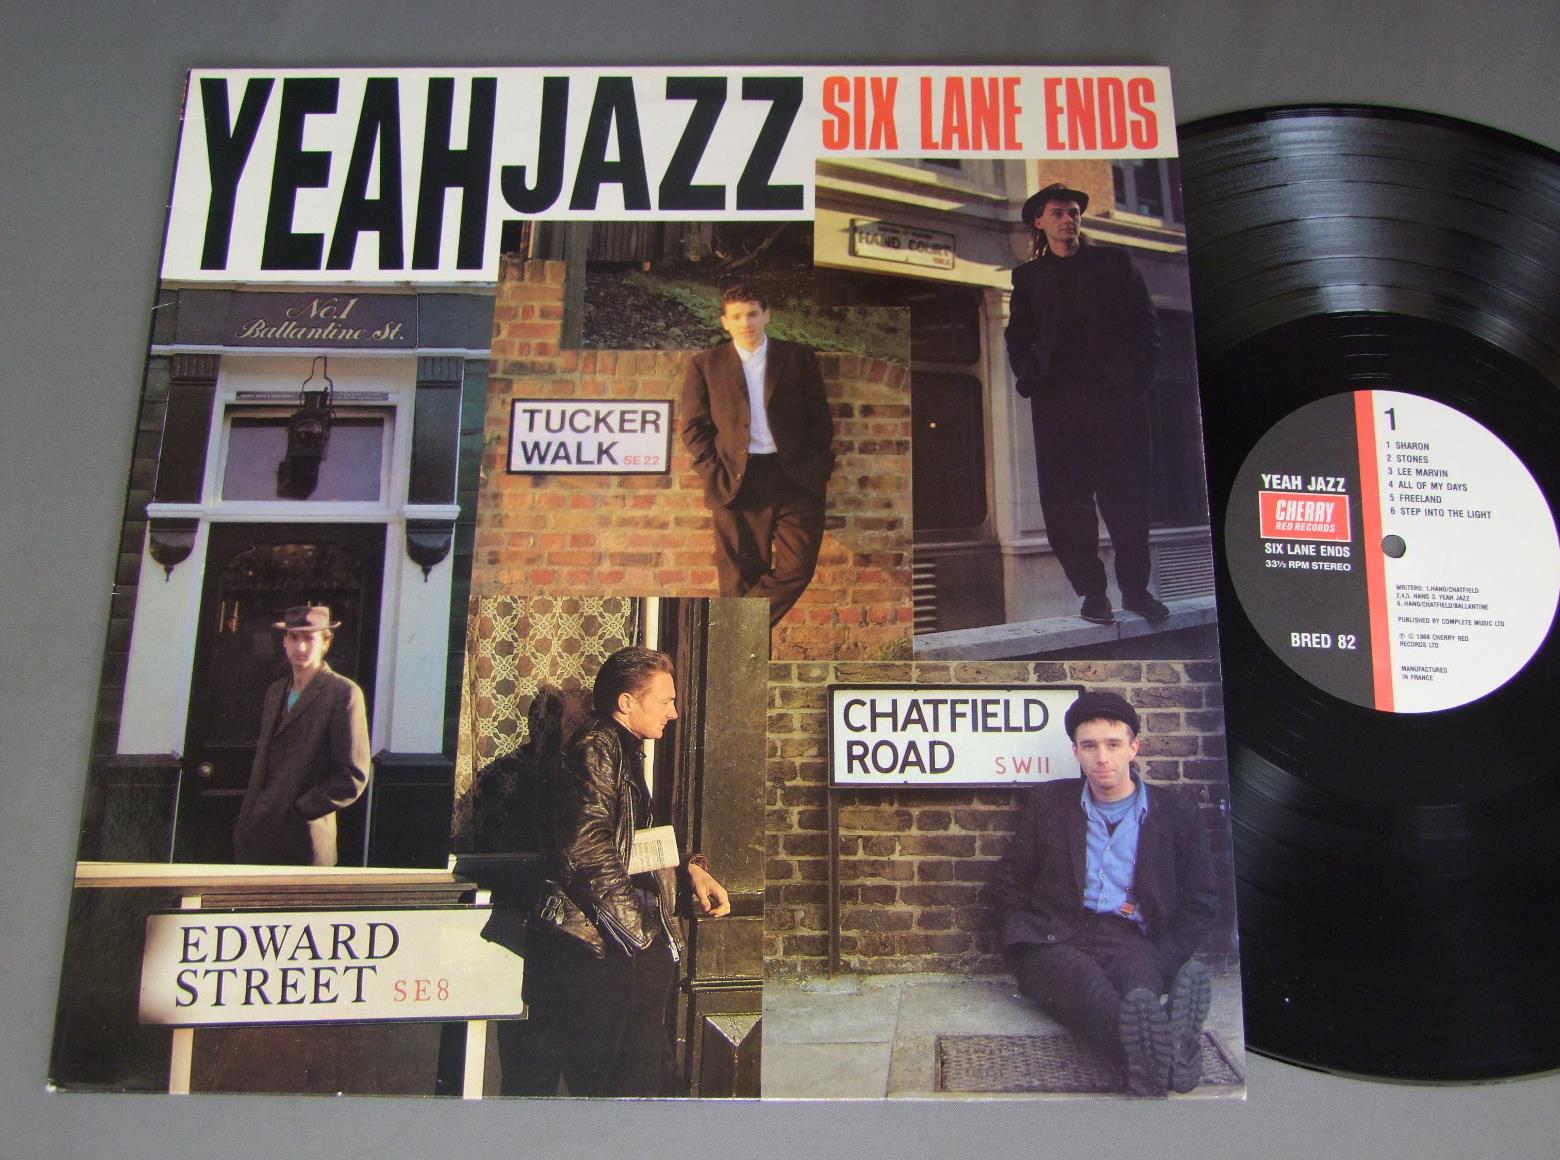 YEAH JAZZ
SIX LANE ENDS
HAND COURT
No.1
Ballantine St.
TUCKER
WALK SE 22
CHATFIELD
ROAD SW11
EDWARD
STREET SE8
YEAH JAZZ
CHERRY
RED RECORDS
SIX LANE ENDS
33⅓ RPM STEREO
BRED 82
1
1 SHARON
2 STONES
3 LEE MARVIN
4 ALL OF MY DAYS
5 FREELAND
6 STEP INTO THE LIGHT
WRITERS: 1.HAND/CHATFIELD
2,4,5. HAND 3. YEAH JAZZ
6. HAND/CHATFIELD/BALLANTINE
PUBLISHED BY COMPLETE MUSIC LTD
℗ © 1988 CHERRY RED
RECORDS LTD
MANUFACTURED
IN FRANCE